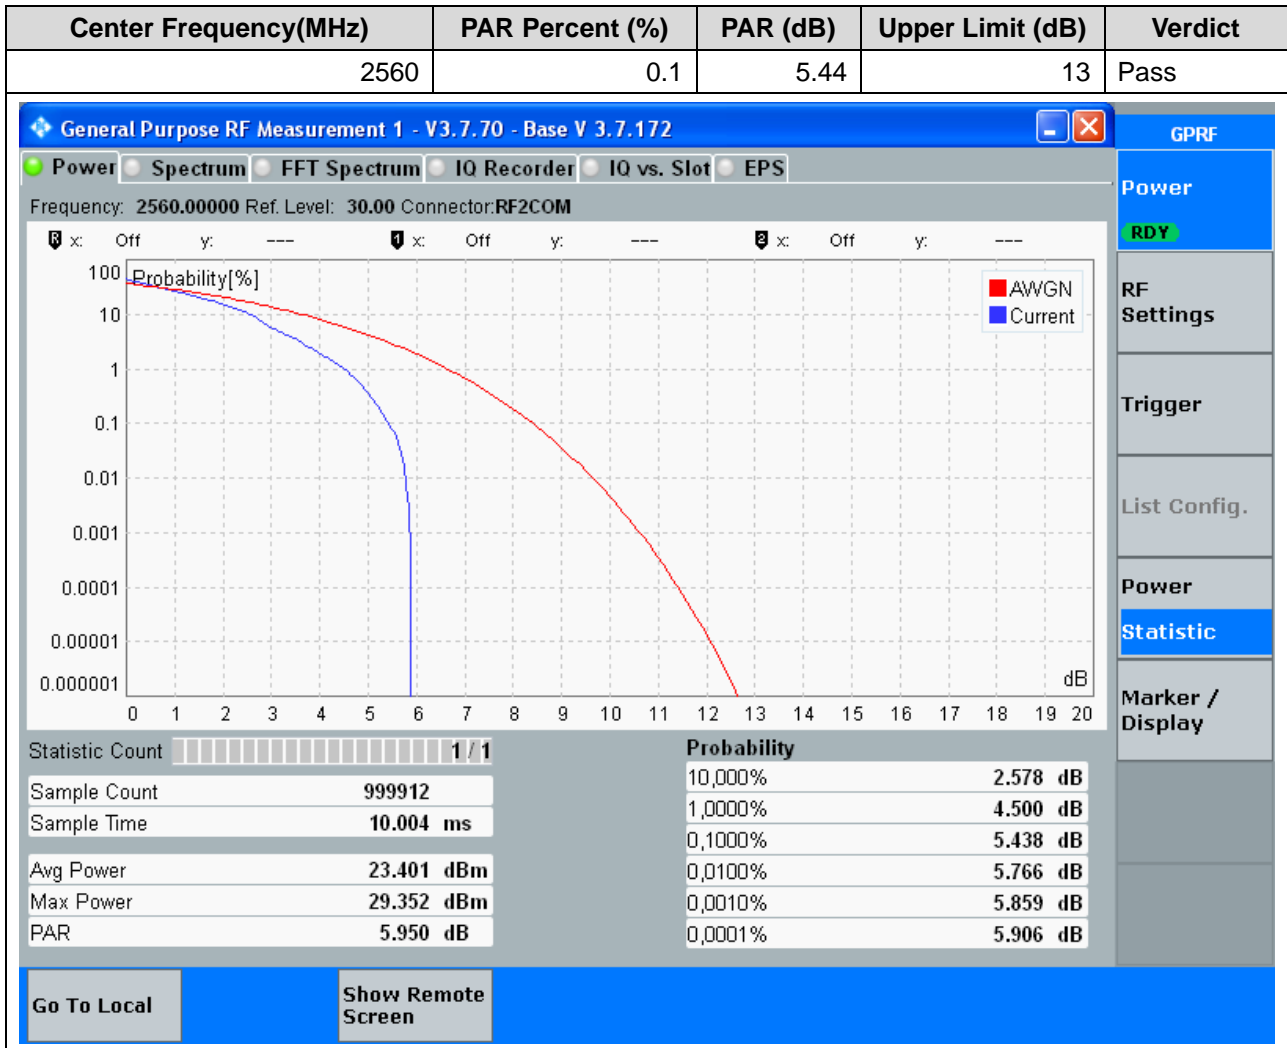 Center Frequency(MHz) PAR Percent (%) PAR (dB) Upper Limit (dB) Verdict
2560 0.1 5.44 13 Pass
General Purpose RF Measurement 1 - V3.7.70 - Base V 3.7.172
GPRF
Power Spectrum FFT Spectrum IQ Recorder IQ vs. Slot EPS
Power
RDY
Frequency: 2560.00000 Ref. Level: 30.00 Connector:RF2COM
R x: Off y: --- 1 x: Off y: --- 2 x: Off y: ---
Probability[%]
AWGN
Current
100
10
1
0.1
0.01
0.001
0.0001
0.00001
0.000001
dB
0 1 2 3 4 5 6 7 8 9 10 11 12 13 14 15 16 17 18 19 20
RF
Settings
Trigger
List Config.
Power
Statistic
Marker /
Display
Statistic Count 1 / 1
Sample Count 999912
Sample Time 10.004 ms
Avg Power 23.401 dBm
Max Power 29.352 dBm
PAR 5.950 dB
Probability
10,000% 2.578 dB
1,0000% 4.500 dB
0,1000% 5.438 dB
0,0100% 5.766 dB
0,0010% 5.859 dB
0,0001% 5.906 dB
Go To Local
Show Remote
Screen